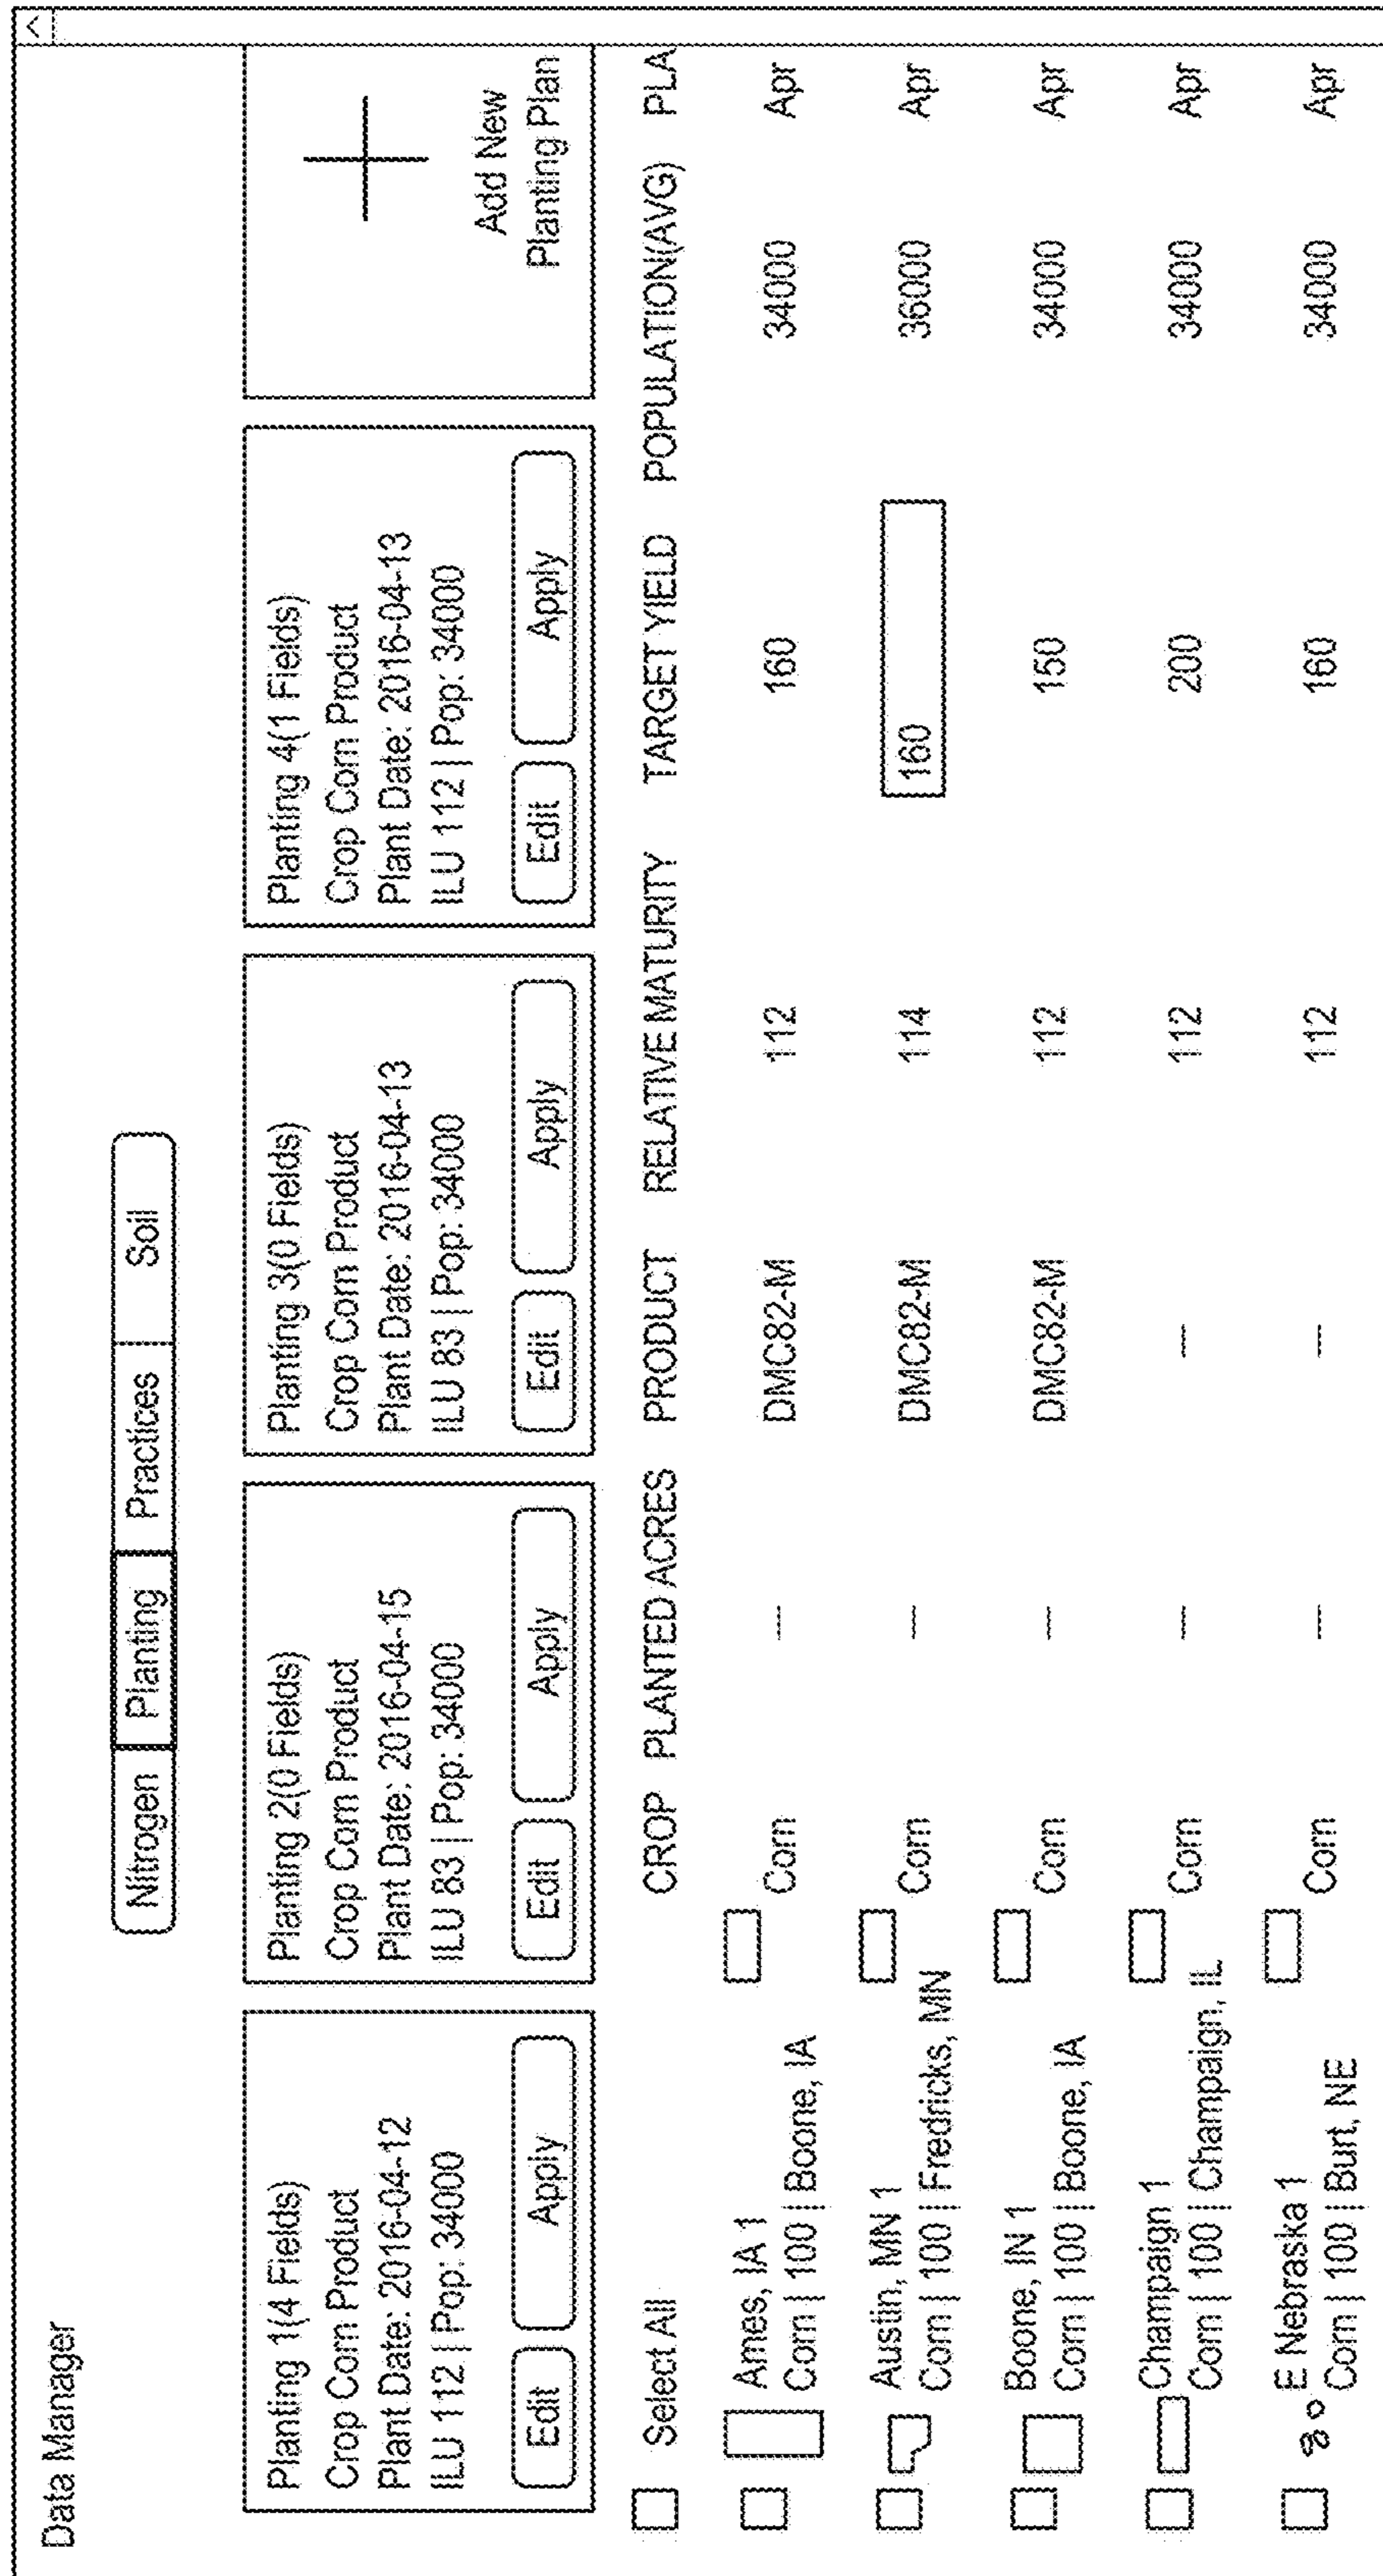 Data Manager
Nitrogen Planting Practices Soil
Planting 1(4 Fields)
Crop Corn Product
Plant Date: 2016-04-12
ILU 112 | Pop: 34000
Edit Apply
Planting 2(0 Fields)
Crop Corn Product
Plant Date: 2016-04-15
ILU 83 | Pop: 34000
Edit Apply
Planting 3(0 Fields)
Crop Corn Product
Plant Date: 2016-04-13
ILU 83 | Pop: 34000
Edit Apply
Planting 4(1 Fields)
Crop Corn Product
Plant Date: 2016-04-13
ILU 112 | Pop: 34000
Edit Apply
Add New
Planting Plan
Select All CROP PLANTED ACRES PRODUCT RELATIVE MATURITY TARGET YIELD POPULATION(AVG) PLA
Ames, IA 1
Corn | 100 | Boone, IA
Corn — DMC82-M 112 160 34000 Apr
Austin, MN 1
Corn | 100 | Fredricks, MN
Corn — DMC82-M 114 160 36000 Apr
Boone, IN 1
Corn | 100 | Boone, IA
Corn — DMC82-M 112 150 34000 Apr
Champaign 1
Corn | 100 | Champaign, IL
Corn — — 112 200 34000 Apr
E Nebraska 1
Corn | 100 | Burt, NE
Corn — — 112 160 34000 Apr